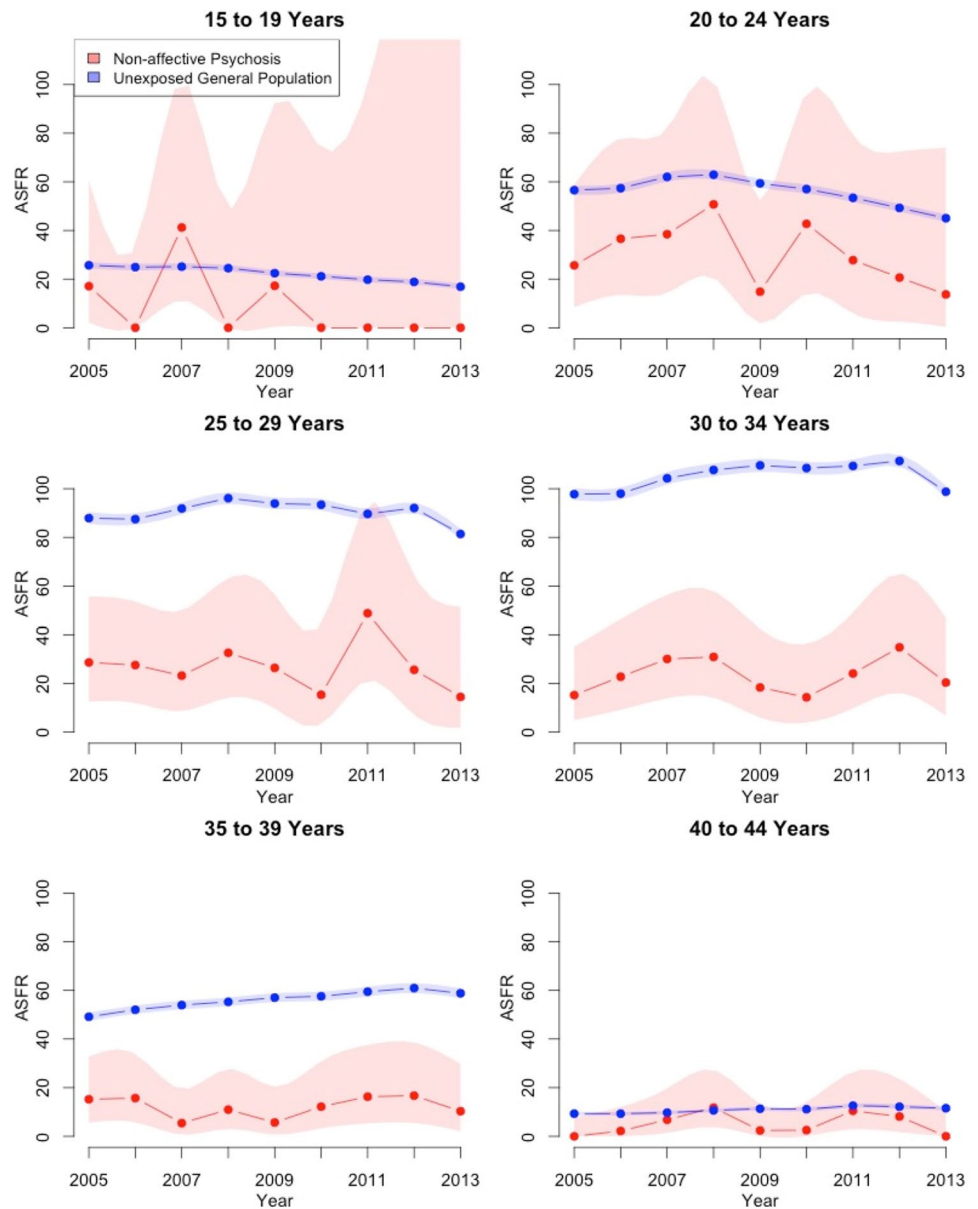 15 to 19 Years
Non-affective Psychosis
Unexposed General Population
ASFR
0 20 40 60 80 100
2005 2007 2009 2011 2013
Year
20 to 24 Years
ASFR
0 20 40 60 80 100
2005 2007 2009 2011 2013
Year
25 to 29 Years
ASFR
0 20 40 60 80 100
2005 2007 2009 2011 2013
Year
30 to 34 Years
ASFR
0 20 40 60 80 100
2005 2007 2009 2011 2013
Year
35 to 39 Years
ASFR
0 20 40 60 80 100
2005 2007 2009 2011 2013
Year
40 to 44 Years
ASFR
0 20 40 60 80 100
2005 2007 2009 2011 2013
Year